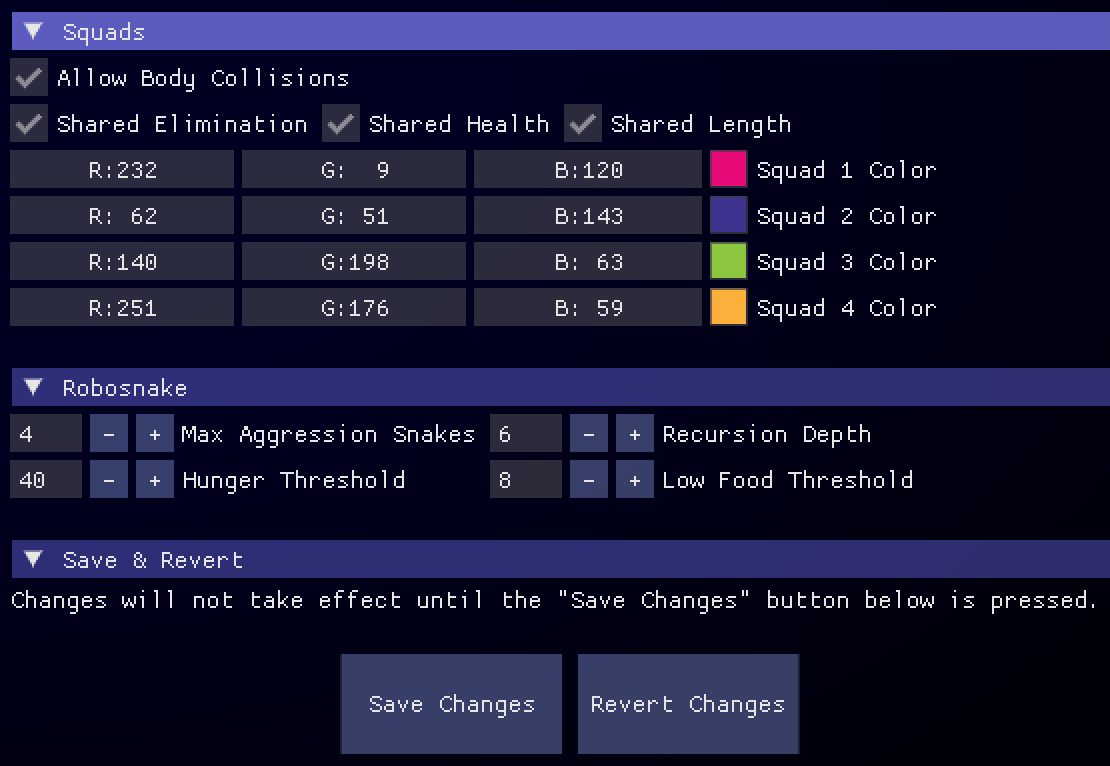 Squads
Allow Body Collisions
Shared Elimination Shared Health Shared Length
R:232 G: 9 B:120 Squad 1 Color
R: 62 G: 51 B:143 Squad 2 Color
R:140 G:198 B: 63 Squad 3 Color
R:251 G:176 B: 59 Squad 4 Color
Robosnake
4 - + Max Aggression Snakes 6 - + Recursion Depth
40 - + Hunger Threshold 8 - + Low Food Threshold
Save & Revert
Changes will not take effect until the "Save Changes" button below is pressed.
Save Changes Revert Changes